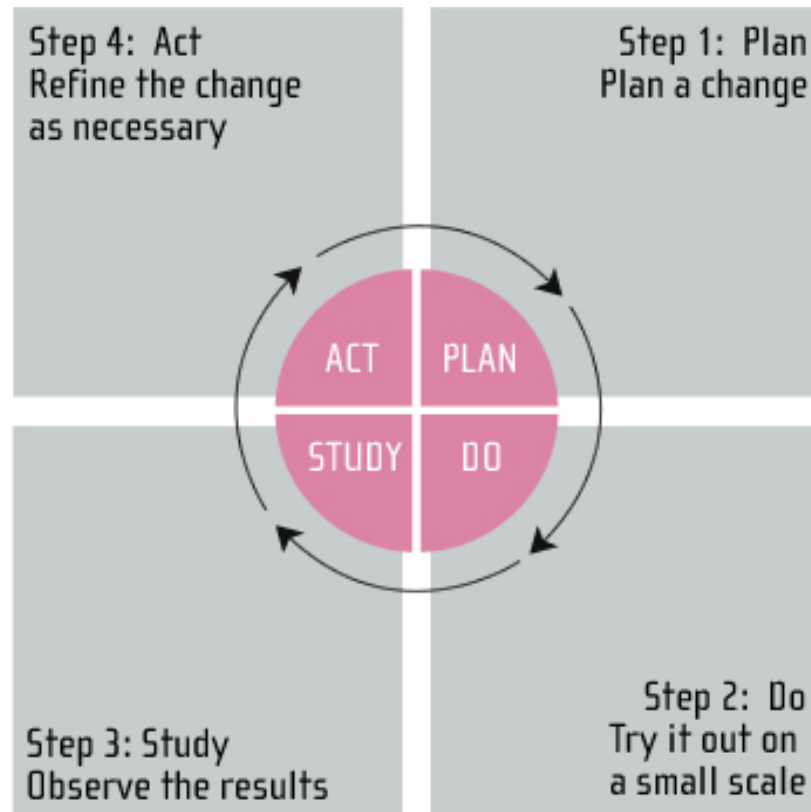 Step 4: Act
Refine the change
as necessary
Step 1: Plan
Plan a change
ACT
PLAN
STUDY
DO
Step 3: Study
Observe the results
Step 2: Do
Try it out on
a small scale